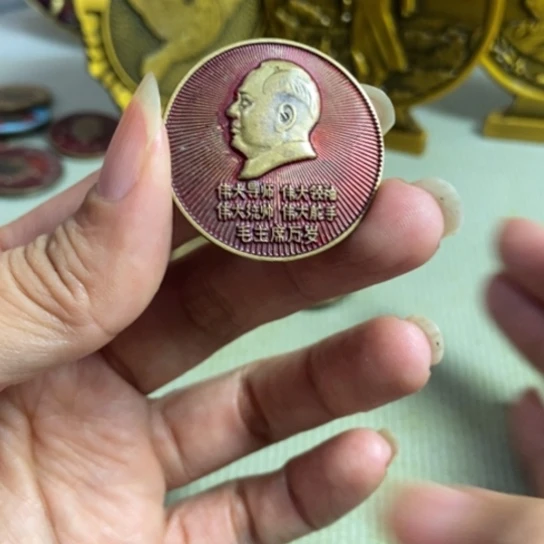 伟大导师 伟大领袖
伟大统帅 伟大舵手
毛主席万岁